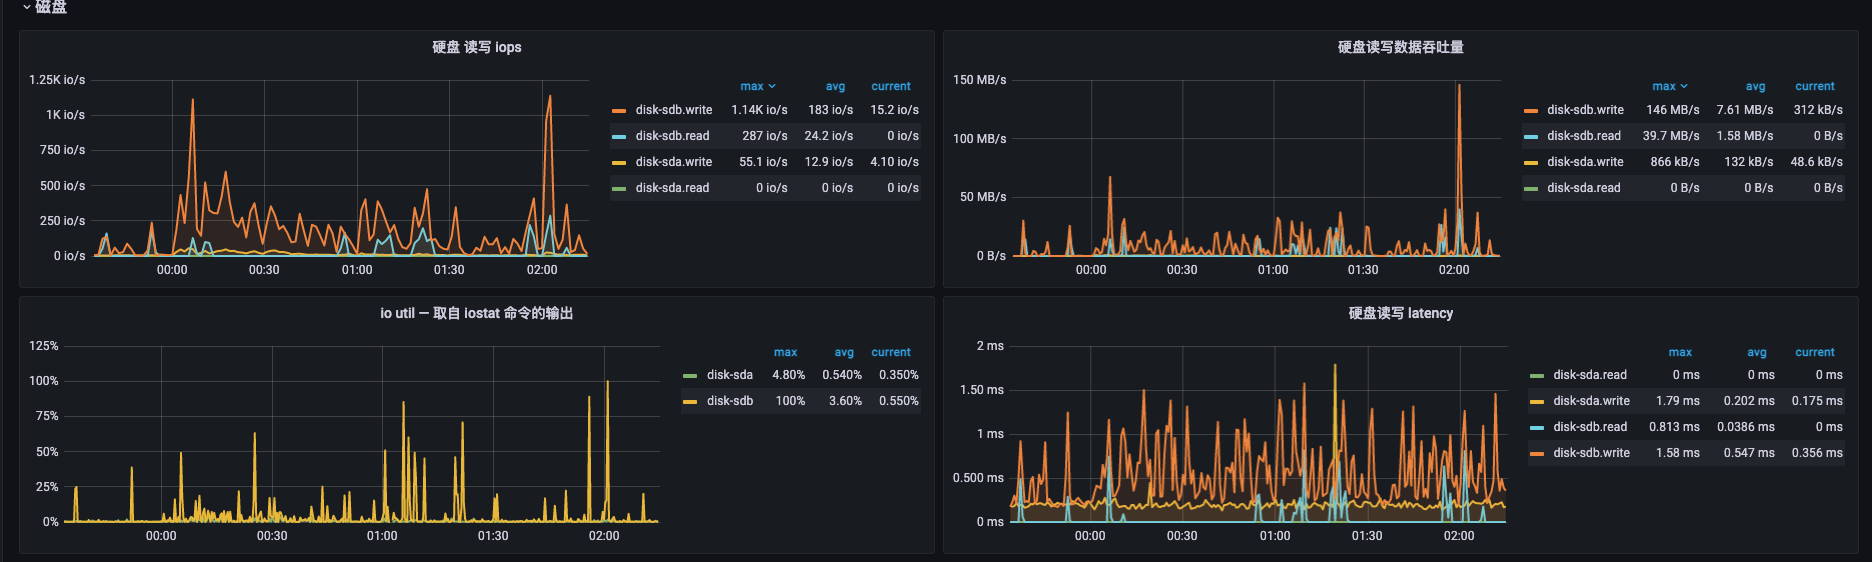 磁盘
硬盘 读写 iops
1.25K io/s
1K io/s
750 io/s
500 io/s
250 io/s
0 io/s
00:00 00:30 01:00 01:30 02:00
max avg current
disk-sdb.write 1.14K io/s 183 io/s 15.2 io/s
disk-sdb.read 287 io/s 24.2 io/s 0 io/s
disk-sda.write 55.1 io/s 12.9 io/s 4.10 io/s
disk-sda.read 0 io/s 0 io/s 0 io/s
硬盘读写数据吞吐量
150 MB/s
100 MB/s
50 MB/s
0 B/s
00:00 00:30 01:00 01:30 02:00
max avg current
disk-sdb.write 146 MB/s 7.61 MB/s 312 kB/s
disk-sdb.read 39.7 MB/s 1.58 MB/s 0 B/s
disk-sda.write 866 kB/s 132 kB/s 48.6 kB/s
disk-sda.read 0 B/s 0 B/s 0 B/s
io util — 取自 iostat 命令的输出
125%
100%
75%
50%
25%
0%
00:00 00:30 01:00 01:30 02:00
max avg current
disk-sda 4.80% 0.540% 0.350%
disk-sdb 100% 3.60% 0.550%
硬盘读写 latency
2 ms
1.50 ms
1 ms
0.500 ms
0 ms
00:00 00:30 01:00 01:30 02:00
max avg current
disk-sda.read 0 ms 0 ms 0 ms
disk-sda.write 1.79 ms 0.202 ms 0.175 ms
disk-sdb.read 0.813 ms 0.0386 ms 0 ms
disk-sdb.write 1.58 ms 0.547 ms 0.356 ms